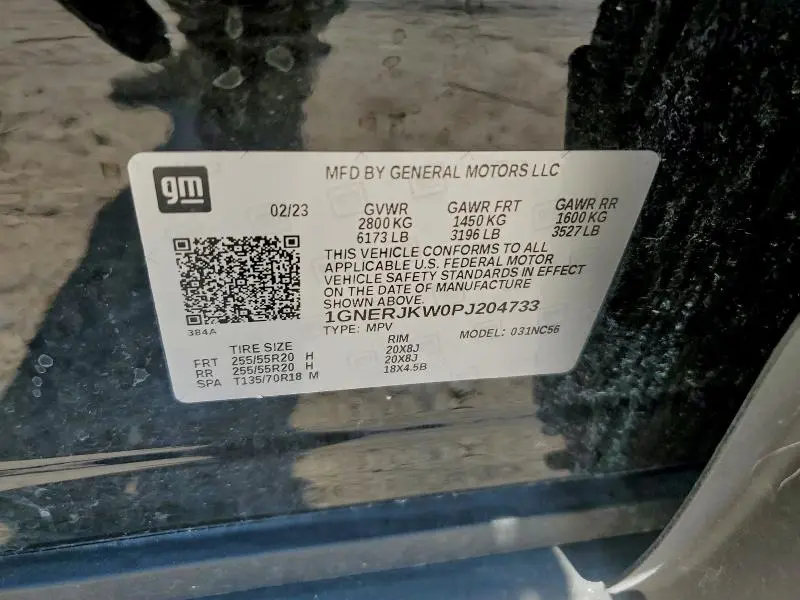 gm
MFD BY GENERAL MOTORS LLC
02/23 GVWR GAWR FRT GAWR RR
2800 KG 1450 KG 1600 KG
6173 LB 3196 LB 3527 LB
THIS VEHICLE CONFORMS TO ALL
APPLICABLE U.S. FEDERAL MOTOR
VEHICLE SAFETY STANDARDS IN EFFECT
ON THE DATE OF MANUFACTURE
SHOWN ABOVE.
1GNERJKW0PJ204733
384A
TYPE: MPV MODEL: 031NC56
TIRE SIZE RIM
FRT 255/55R20 H 20X8J
RR 255/55R20 H 20X8J
SPA T135/70R18 M 18X4.5B